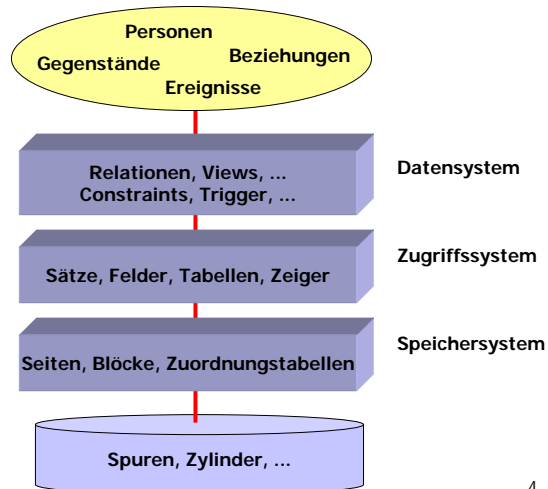 Personen
Gegenstände
Beziehungen
Ereignisse
Relationen, Views, ...
Constraints, Trigger, ...
Datensystem
Sätze, Felder, Tabellen, Zeiger
Zugriffssystem
Seiten, Blöcke, Zuordnungstabellen
Speichersystem
Spuren, Zylinder, ...
4